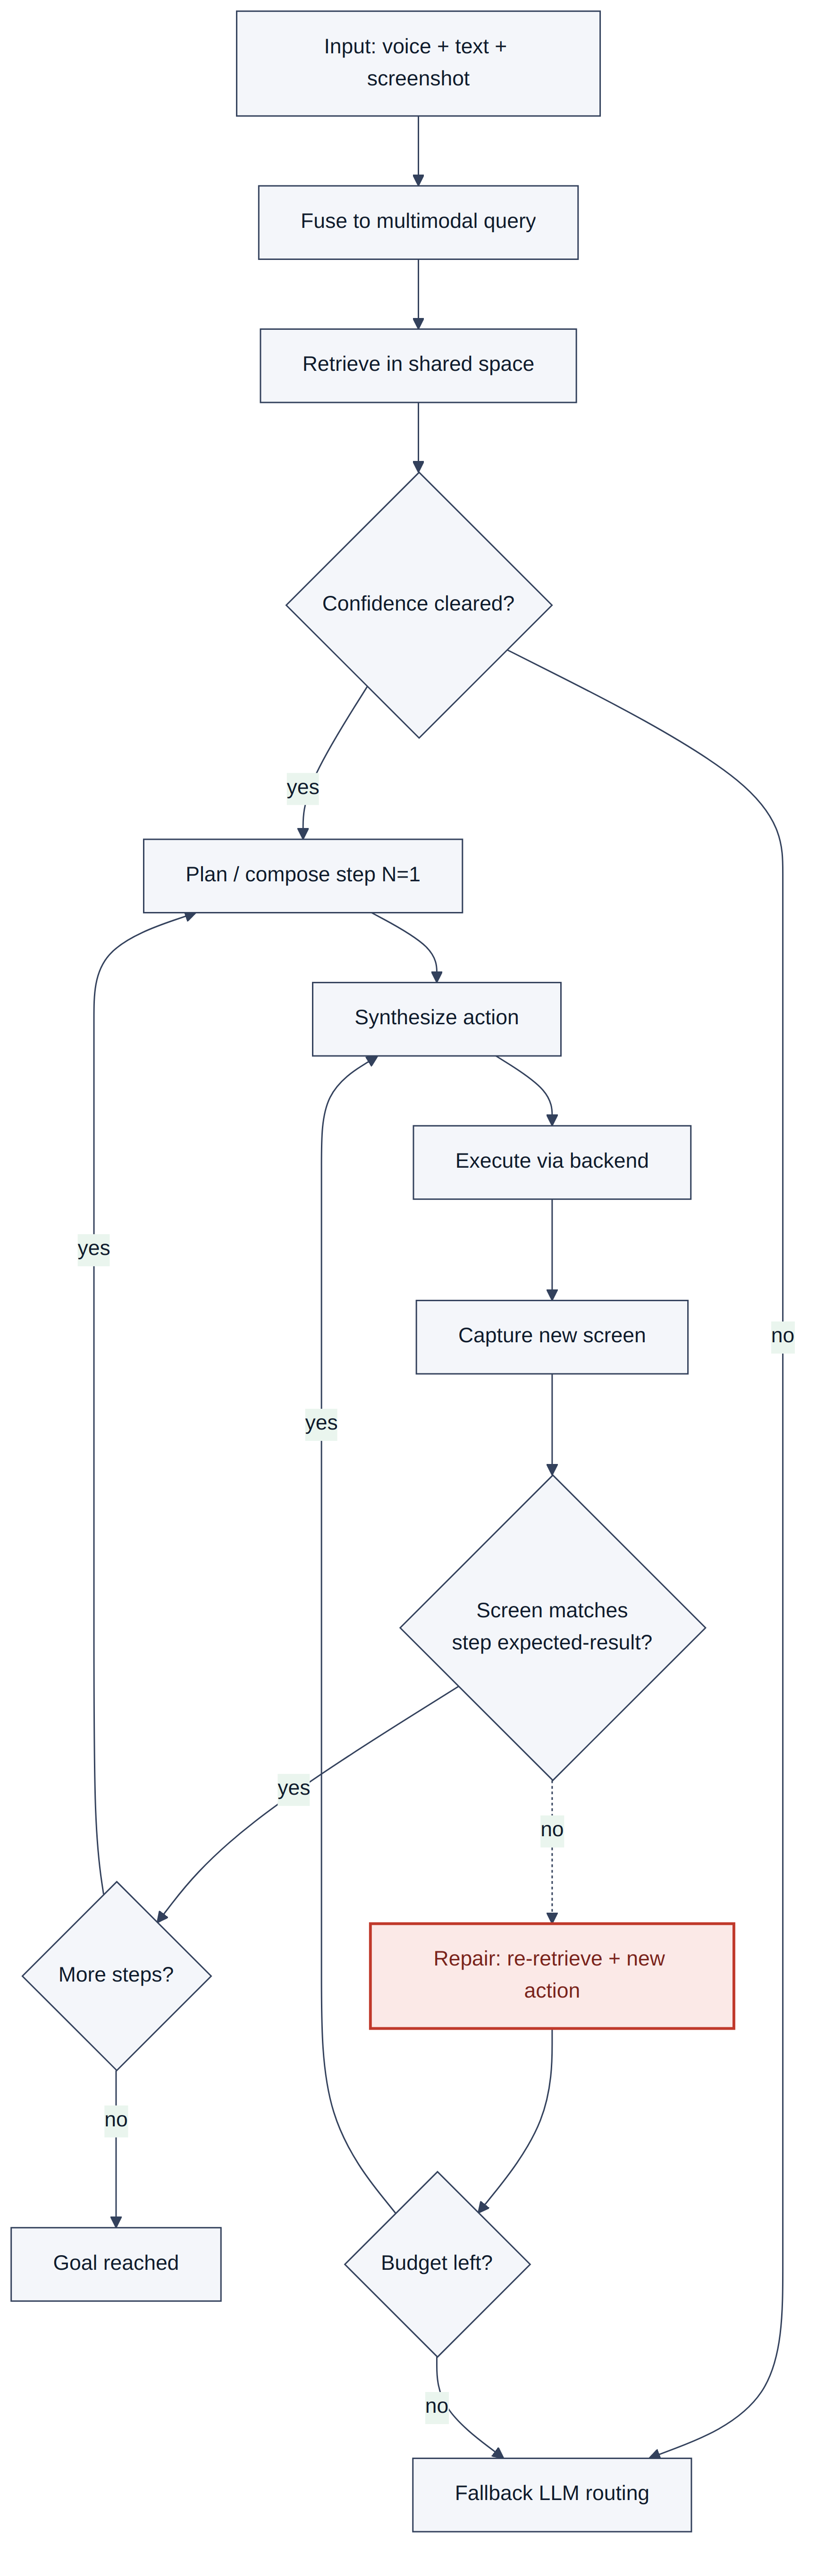 Input: voice + text +
screenshot
Fuse to multimodal query
Retrieve in shared space
Confidence cleared?
yes
Plan / compose step N=1
Synthesize action
Execute via backend
yes
Capture new screen
no
yes
Screen matches
step expected-result?
yes
no
Repair: re-retrieve + new
action
More steps?
no
Goal reached
Budget left?
no
Fallback LLM routing